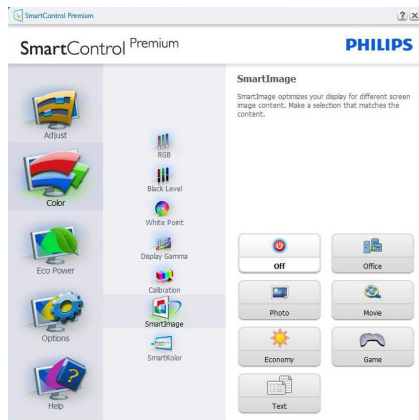 SmartControl Premium
SmartControl Premium
PHILIPS
Adjust
Color
Eco Power
Options
Help
RGB
Black Level
White Point
Display Gamma
Calibration
SmartImage
SmartKolor
SmartImage
SmartImage optimizes your display for different screen
image content. Make a selection that matches the
content.
Off
Office
Photo
Movie
Economy
Game
Text